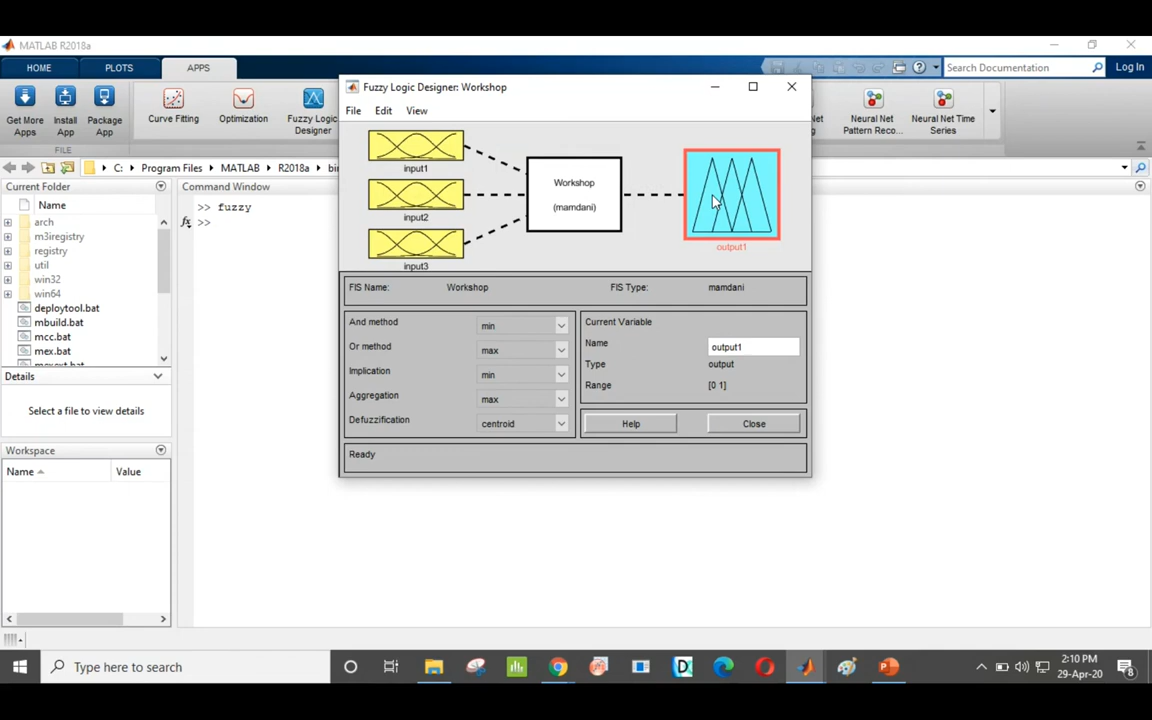 MATLAB R2018a
HOME
PLOTS
APPS
Search Documentation
Log In
Get More
Apps
Install
App
Package
App
Curve Fitting
Optimization
Fuzzy Logic
Designer
Net
Neural Net
Pattern Reco...
Neural Net Time
Series
FILE
C:
Program Files
MATLAB
R2018a
Current Folder
Name
arch
m3iregistry
registry
util
win32
win64
deploytool.bat
mbuild.bat
mcc.bat
mex.bat
mexext.bat
Details
Select a file to view details
Workspace
Name
Value
Command Window
>> fuzzy
fx >>
Fuzzy Logic Designer: Workshop
File
Edit
View
input1
input2
input3
Workshop
(mamdani)
output1
FIS Name:
Workshop
FIS Type:
mamdani
And method
min
Or method
max
Implication
min
Aggregation
max
Defuzzification
centroid
Current Variable
Name
output1
Type
output
Range
[0 1]
Help
Close
Ready
Type here to search
2:10 PM
29-Apr-20
8